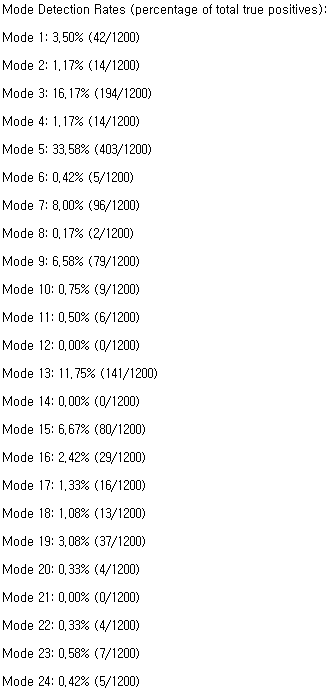 Mode Detection Rates (percentage of total true positives):
Mode 1: 3.50% (42/1200)
Mode 2: 1.17% (14/1200)
Mode 3: 16.17% (194/1200)
Mode 4: 1.17% (14/1200)
Mode 5: 33.58% (403/1200)
Mode 6: 0.42% (5/1200)
Mode 7: 8.00% (96/1200)
Mode 8: 0.17% (2/1200)
Mode 9: 6.58% (79/1200)
Mode 10: 0.75% (9/1200)
Mode 11: 0.50% (6/1200)
Mode 12: 0.00% (0/1200)
Mode 13: 11.75% (141/1200)
Mode 14: 0.00% (0/1200)
Mode 15: 6.67% (80/1200)
Mode 16: 2.42% (29/1200)
Mode 17: 1.33% (16/1200)
Mode 18: 1.08% (13/1200)
Mode 19: 3.08% (37/1200)
Mode 20: 0.33% (4/1200)
Mode 21: 0.00% (0/1200)
Mode 22: 0.33% (4/1200)
Mode 23: 0.58% (7/1200)
Mode 24: 0.42% (5/1200)